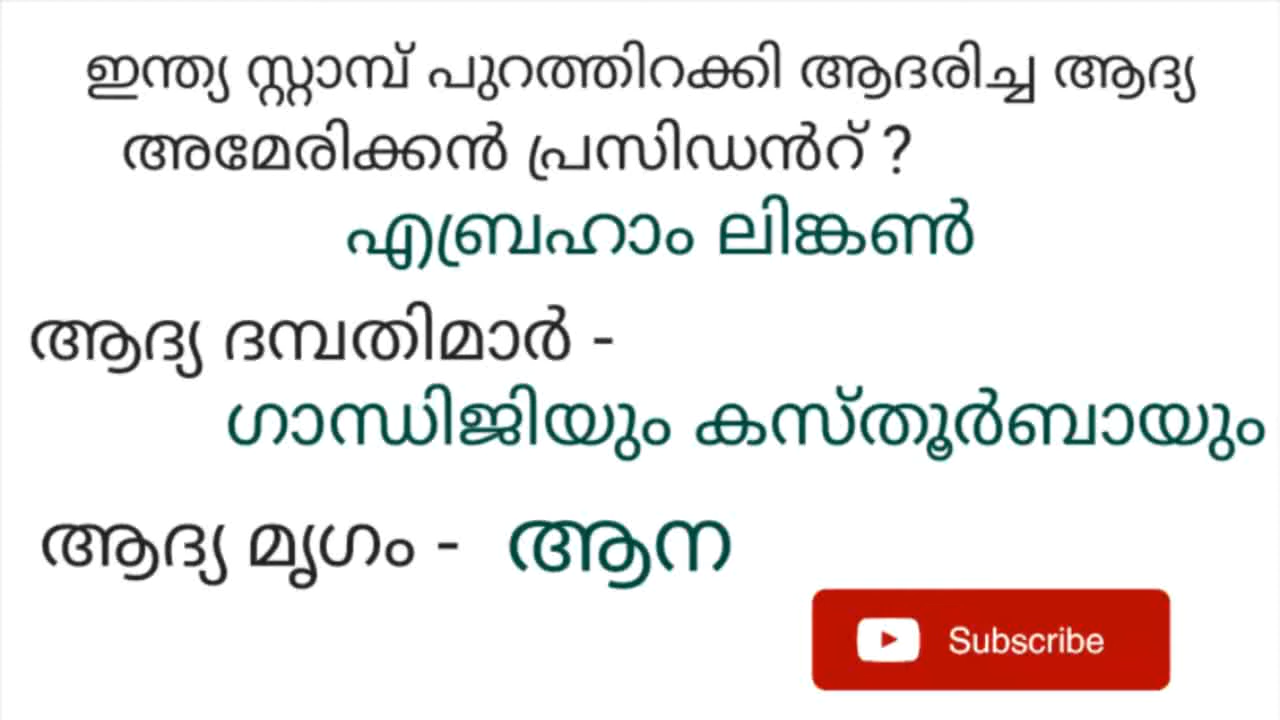 ഇന്ത്യ സ്റ്റാമ്പ് പുറത്തിറക്കി ആദരിച്ച ആദ്യ
അമേരിക്കൻ പ്രസിഡൻറ് ?
എബ്രഹാം ലിങ്കൺ
ആദ്യ ദമ്പതിമാർ -
ഗാന്ധിജിയും കസ്തൂർബായും
ആദ്യ മൃഗം - ആന
Subscribe